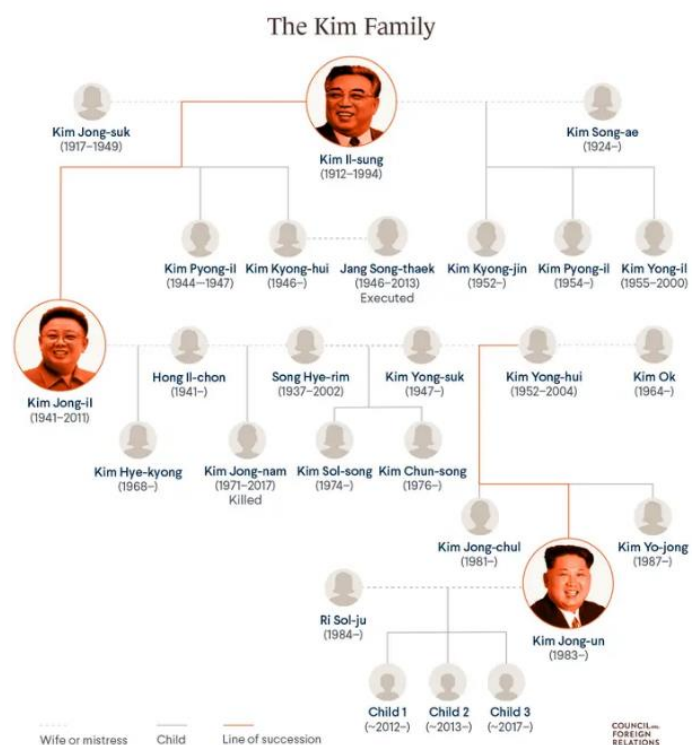 The Kim Family
Kim Jong-suk
(1917–1949)
Kim Il-sung
(1912–1994)
Kim Song-ae
(1924–)
Kim Pyong-il
(1944––1947)
Kim Kyong-hui
(1946–)
Jang Song-thaek
(1946–2013)
Executed
Kim Kyong-jin
(1952–)
Kim Pyong-il
(1954–)
Kim Yong-il
(1955–2000)
Kim Jong-il
(1941–2011)
Hong Il-chon
(1941–)
Song Hye-rim
(1937–2002)
Kim Yong-suk
(1947–)
Kim Yong-hui
(1952–2004)
Kim Ok
(1964–)
Kim Hye-kyong
(1968–)
Kim Jong-nam
(1971–2017)
Killed
Kim Sol-song
(1974–)
Kim Chun-song
(1976–)
Kim Jong-chul
(1981–)
Kim Yo-jong
(1987–)
Ri Sol-ju
(1984–)
Kim Jong-un
(1983–)
Child 1
(~2012–)
Child 2
(~2013–)
Child 3
(~2017–)
Wife or mistress
Child
Line of succession
COUNCIL on
FOREIGN
RELATIONS